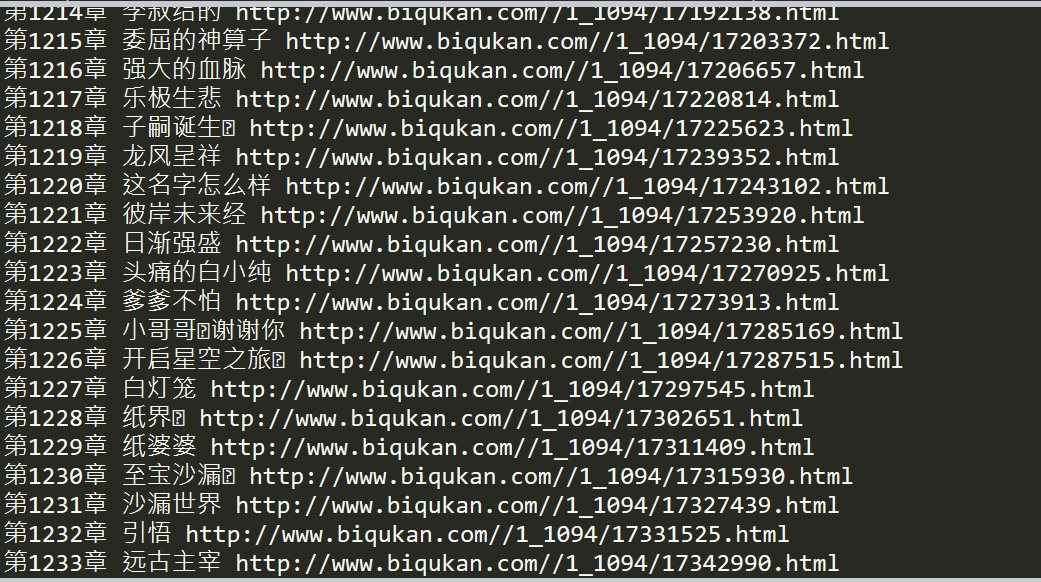 第1214章 李叔给的 http://www.biqukan.com//1_1094/17192138.html
第1215章 委屈的神算子 http://www.biqukan.com//1_1094/17203372.html
第1216章 强大的血脉 http://www.biqukan.com//1_1094/17206657.html
第1217章 乐极生悲 http://www.biqukan.com//1_1094/17220814.html
第1218章 子嗣诞生 http://www.biqukan.com//1_1094/17225623.html
第1219章 龙凤呈祥 http://www.biqukan.com//1_1094/17239352.html
第1220章 这名字怎么样 http://www.biqukan.com//1_1094/17243102.html
第1221章 彼岸未来经 http://www.biqukan.com//1_1094/17253920.html
第1222章 日渐强盛 http://www.biqukan.com//1_1094/17257230.html
第1223章 头痛的白小纯 http://www.biqukan.com//1_1094/17270925.html
第1224章 爹爹不怕 http://www.biqukan.com//1_1094/17273913.html
第1225章 小哥哥谢谢你 http://www.biqukan.com//1_1094/17285169.html
第1226章 开启星空之旅 http://www.biqukan.com//1_1094/17287515.html
第1227章 白灯笼 http://www.biqukan.com//1_1094/17297545.html
第1228章 纸界 http://www.biqukan.com//1_1094/17302651.html
第1229章 纸婆婆 http://www.biqukan.com//1_1094/17311409.html
第1230章 至宝沙漏 http://www.biqukan.com//1_1094/17315930.html
第1231章 沙漏世界 http://www.biqukan.com//1_1094/17327439.html
第1232章 引悟 http://www.biqukan.com//1_1094/17331525.html
第1233章 远古主宰 http://www.biqukan.com//1_1094/17342990.html